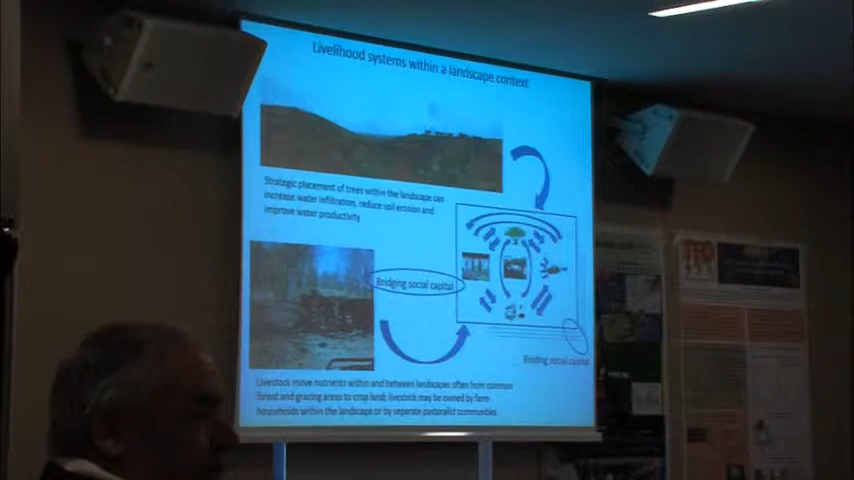 Livelihood systems within a landscape context
Strategic placement of trees within the landscape can
increase water infiltration, reduce soil erosion and
improve water productivity
Bridging social capital
Binding social capital
Livestock move nutrients within and between landscapes often from common
forest and grazing areas to crop land; livestock may be owned by farm
households within the landscape or by separate pastoralist communities